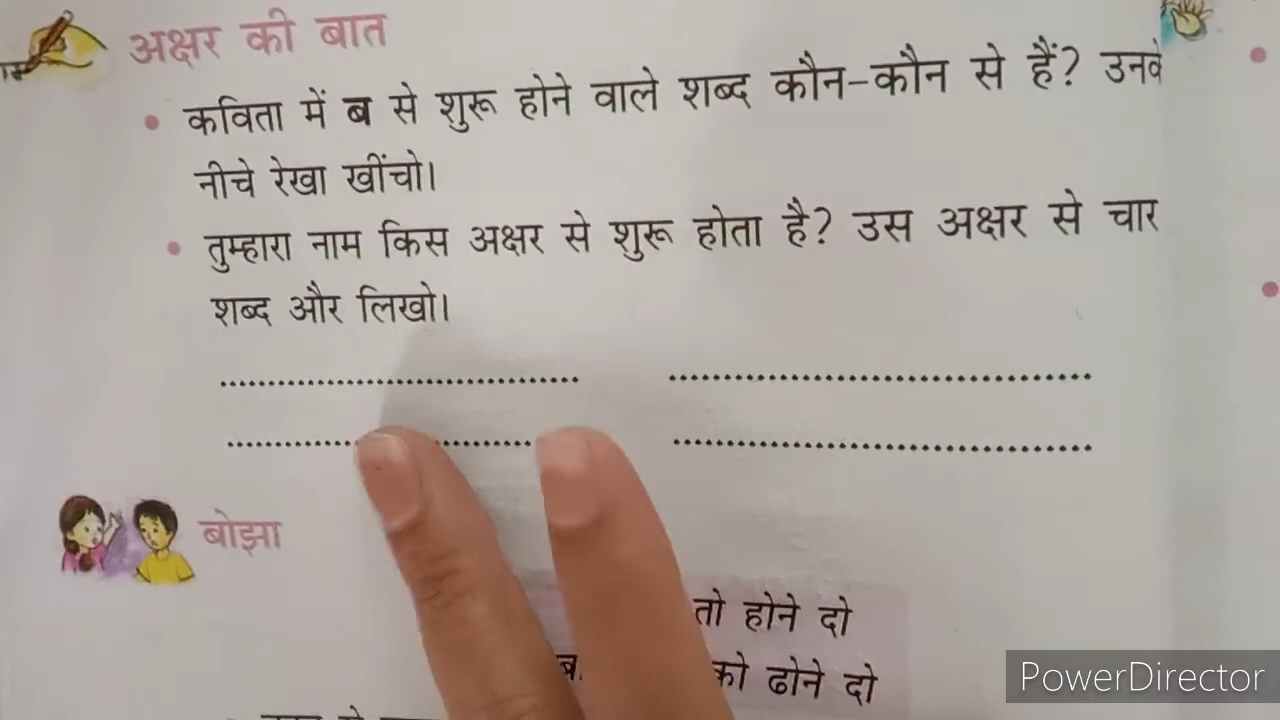 अक्षर की बात
कविता में ब से शुरू होने वाले शब्द कौन-कौन से हैं? उनके
नीचे रेखा खींचो।
तुम्हारा नाम किस अक्षर से शुरू होता है? उस अक्षर से चार
शब्द और लिखो।
बोझा
तो होने दो
को ढोने दो
PowerDirector